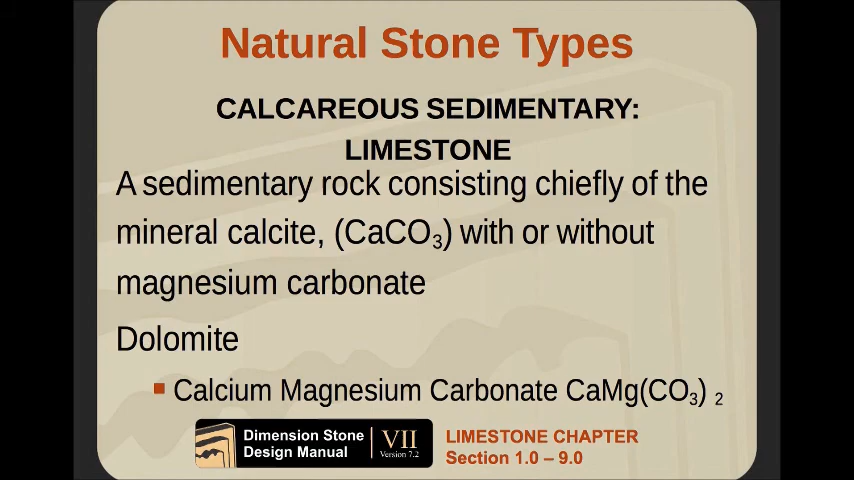 Natural Stone Types
CALCAREOUS SEDIMENTARY:
LIMESTONE
A sedimentary rock consisting chiefly of the
mineral calcite, (CaCO₃) with or without
magnesium carbonate
Dolomite
▪ Calcium Magnesium Carbonate CaMg(CO₃) ₂
Dimension Stone
Design Manual
VII
Version 7.2
LIMESTONE CHAPTER
Section 1.0 – 9.0